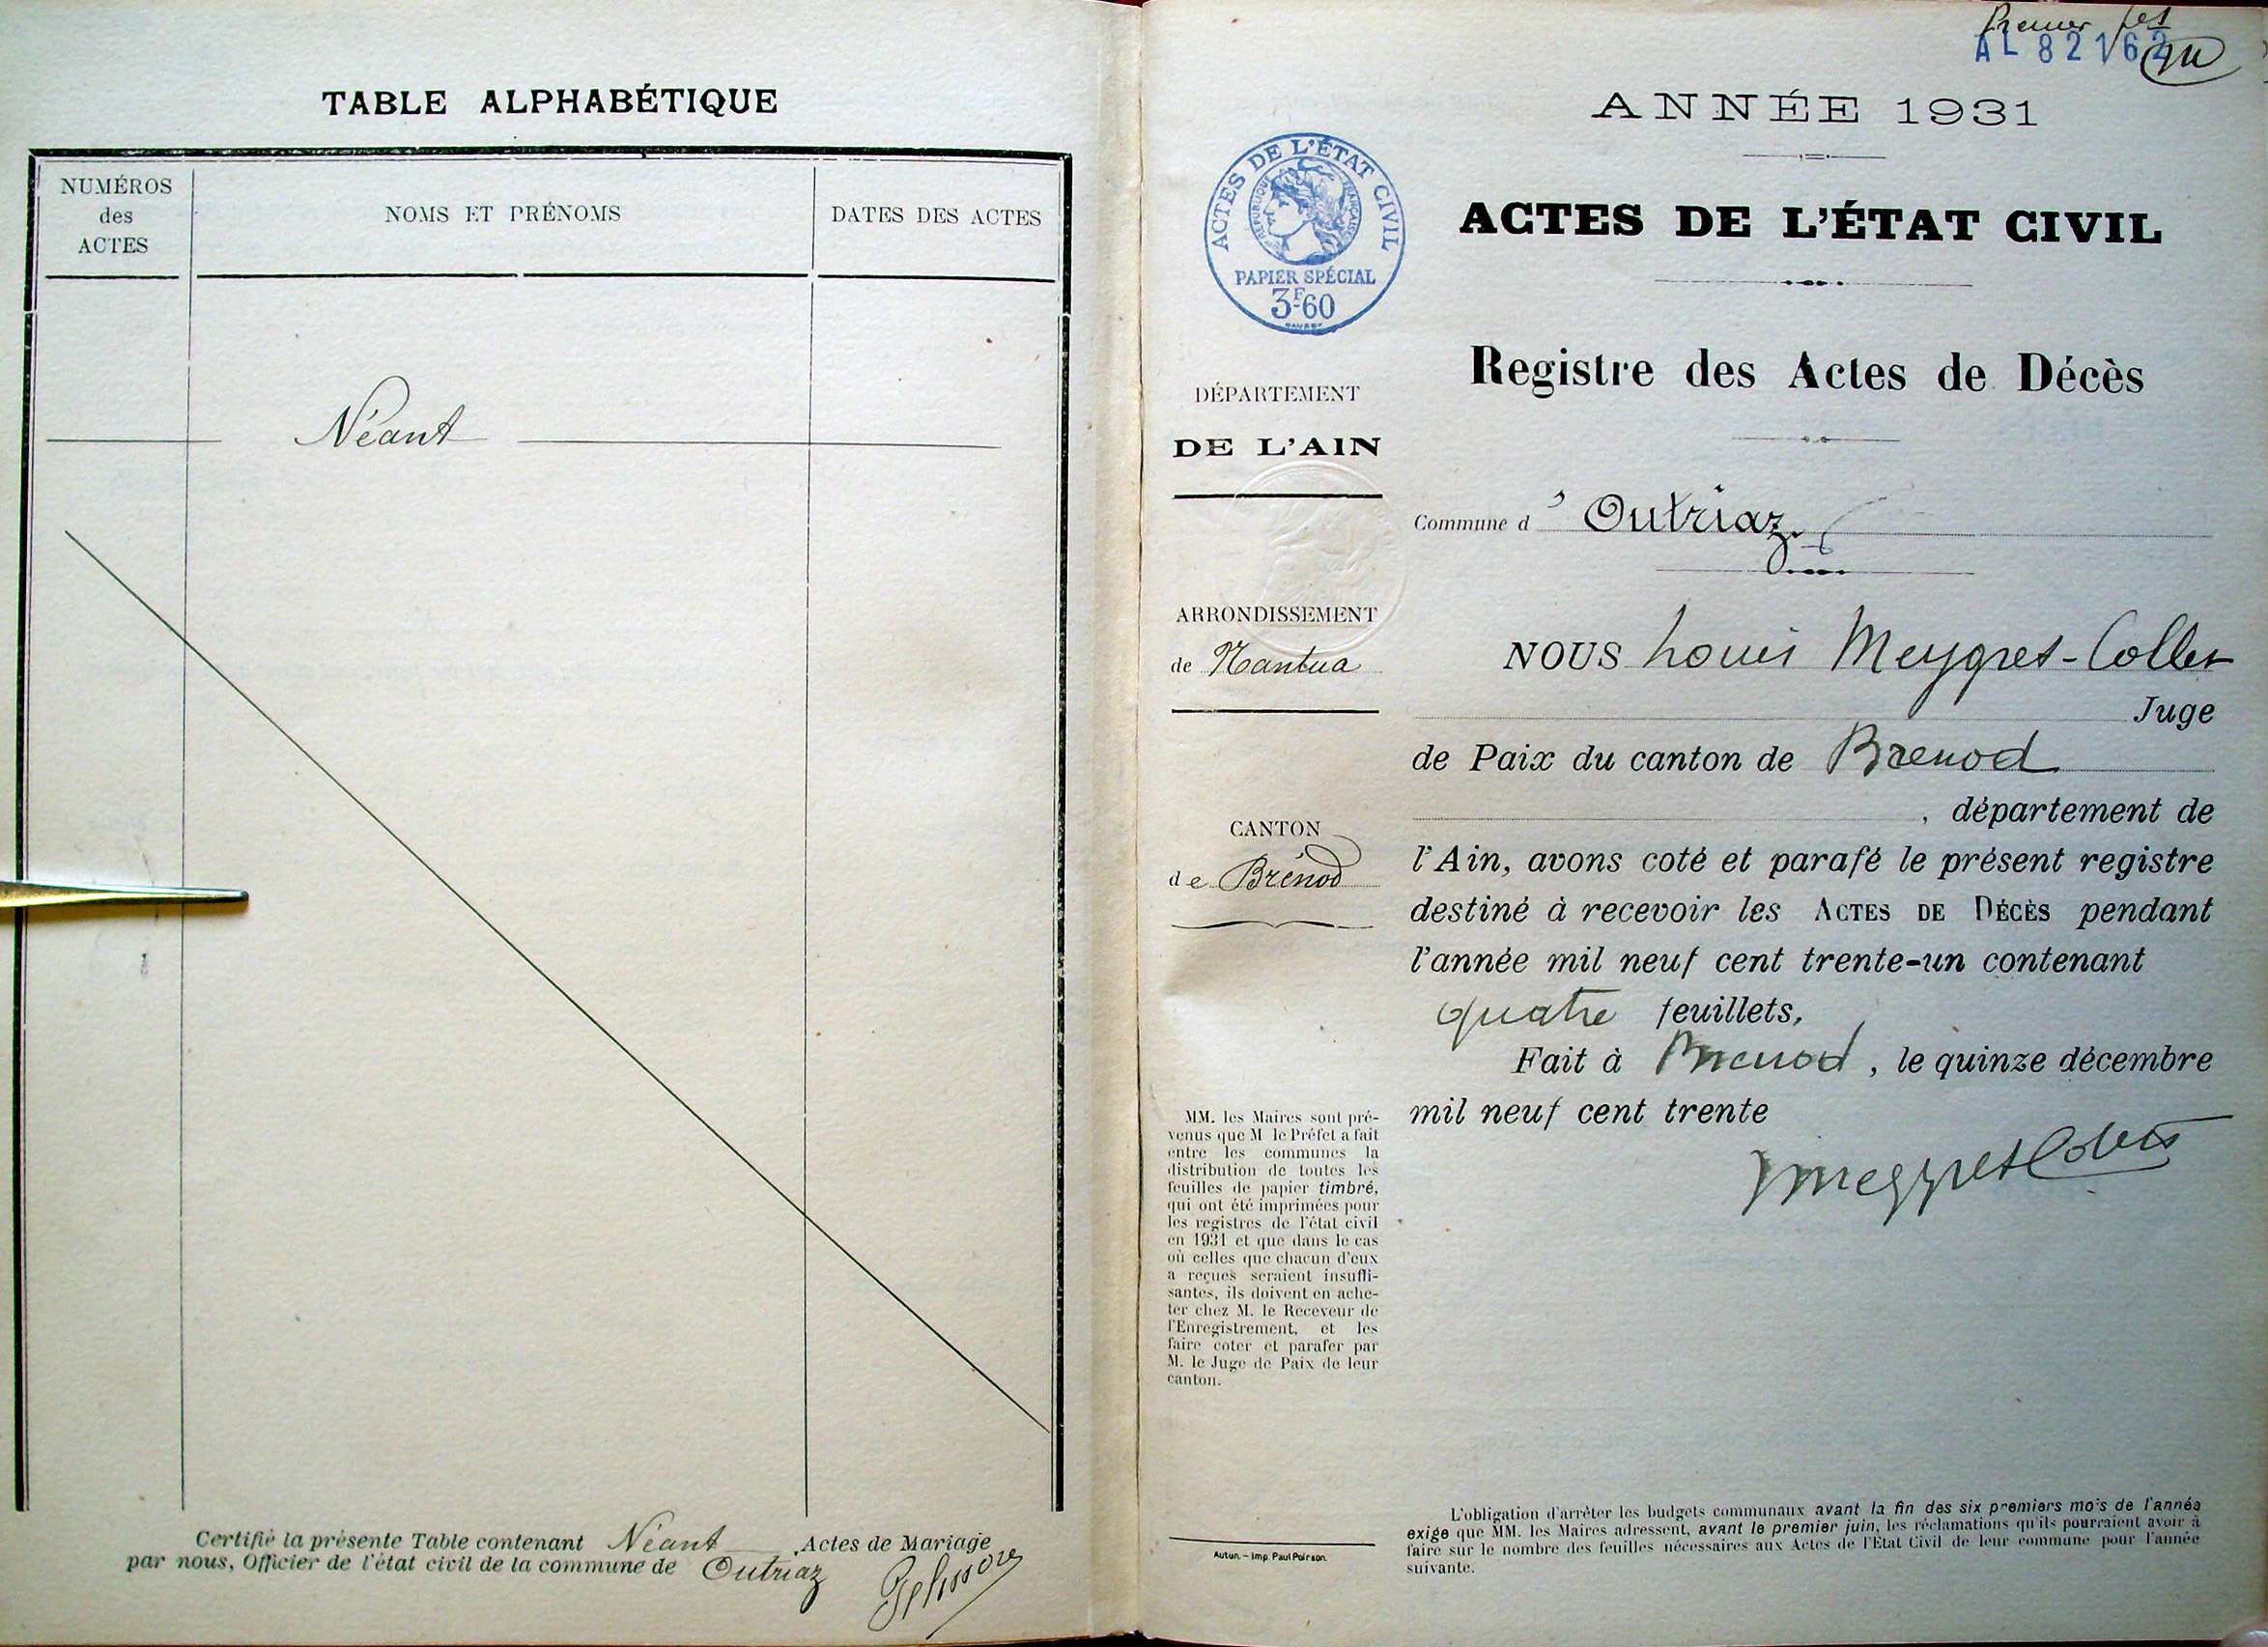 TABLE ALPHABÉTIQUE
NUMÉROS
des
ACTES
NOMS ET PRÉNOMS
DATES DES ACTES
Néant
Certifié la présente Table contenant Néant Actes de Mariage
par nous, Officier de l'état civil de la commune de Outriaz
Premier
AL 82162
ANNÉE 1931
ACTES DE L'ÉTAT CIVIL
RÉPUBLIQUE FRANÇAISE
PAPIER SPÉCIAL
3F60
ACTES DE L'ÉTAT CIVIL
Registre des Actes de Décès
DÉPARTEMENT
DE L'AIN
Commune d'Outriaz
ARRONDISSEMENT
de Nantua
CANTON
de Brénod
NOUS Louis Meygret-Collet
Juge
de Paix du canton de Brenod
, département de
l'Ain, avons coté et parafé le présent registre
destiné à recevoir les ACTES DE DÉCÈS pendant
l'année mil neuf cent trente-un contenant
quatre feuillets,
Fait à Brenod, le quinze décembre
mil neuf cent trente
MeygretCollet
MM. les Maires sont pré-
venus que M le Préfet a fait
entre les communes la
distribution de toutes les
feuilles de papier timbré,
qui ont été imprimées pour
les registres de l'état civil
en 1931 et que dans le cas
où celles que chacun d'eux
a reçues seraient insuffi-
santes, ils doivent en ache-
ter chez M. le Receveur de
l'Enregistrement, et les
faire coter et parafer par
M. le Juge de Paix de leur
canton.
Autun. – Imp. Paul Poirson.
L'obligation d'arrêter les budgets communaux avant la fin des six premiers mois de l'année
exige que MM. les Maires adressent, avant le premier juin, les réclamations qu'ils pourraient avoir à
faire sur le nombre des feuilles nécessaires aux Actes de l'État Civil de leur commune pour l'année
suivante.